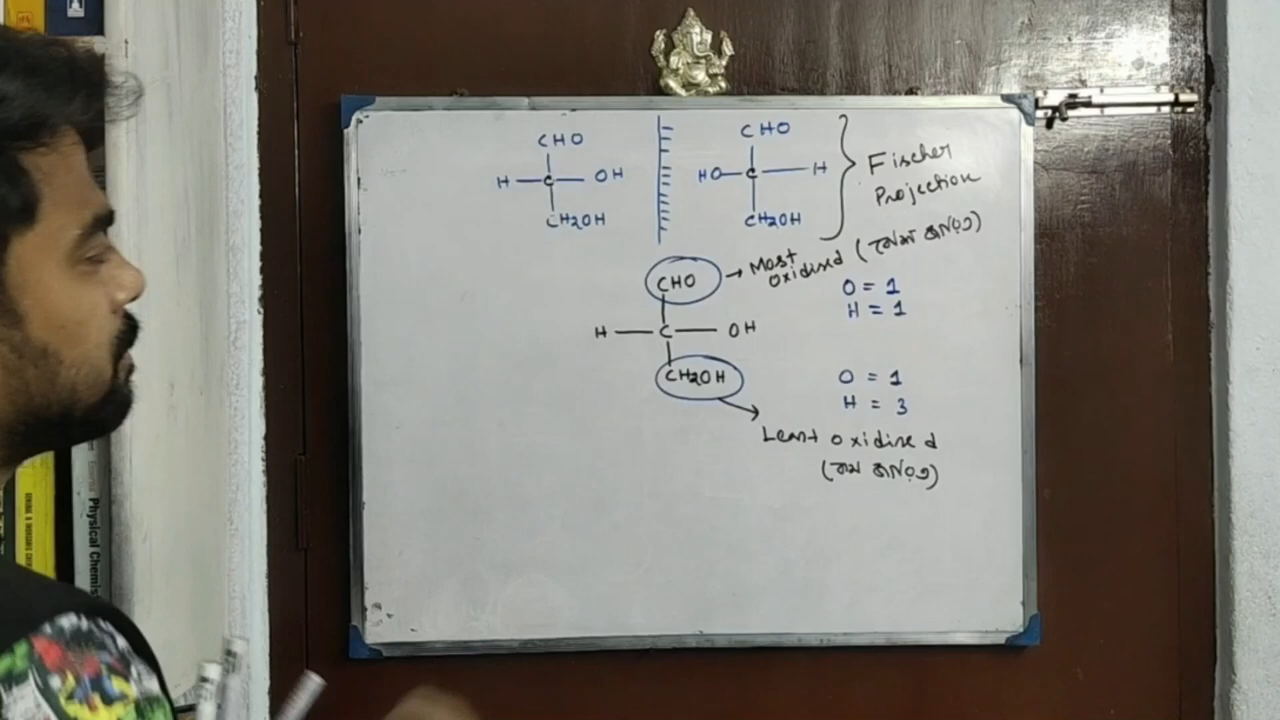 CHO
H — C — OH
CH2OH
CHO
HO — C — H
CH2OH
Fischer
Projection
CHO
H — C — OH
CH2OH
Most
oxidised
O = 1
H = 1
O = 1
H = 3
Least oxidised
Physical Chemis